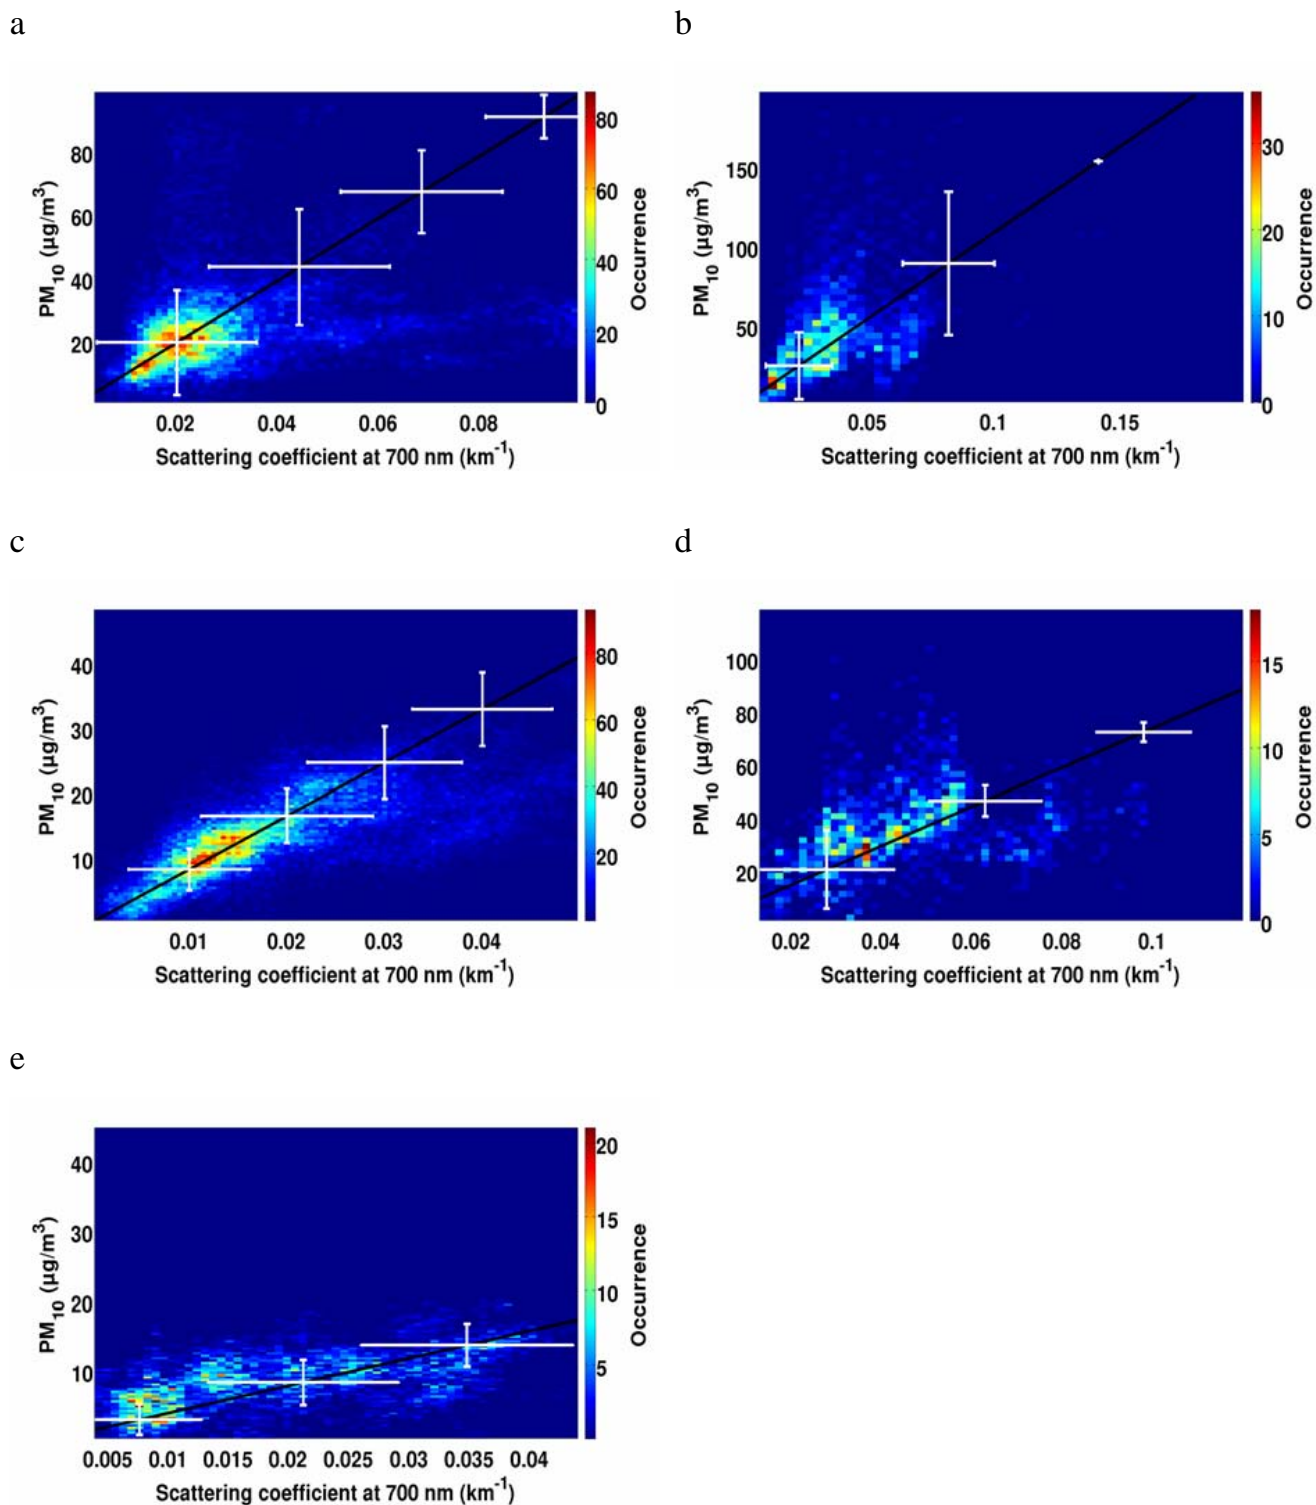 a
b
80
60
40
20
PM10 (µg/m3)
0.02 0.04 0.06 0.08
Scattering coefficient at 700 nm (km-1)
80
60
40
20
0
Occurrence
150
100
50
PM10 (µg/m3)
0.05 0.1 0.15
Scattering coefficient at 700 nm (km-1)
30
20
10
0
Occurrence
c
d
40
30
20
10
PM10 (µg/m3)
0.01 0.02 0.03 0.04
Scattering coefficient at 700 nm (km-1)
80
60
40
20
Occurrence
100
80
60
40
20
PM10 (µg/m3)
0.02 0.04 0.06 0.08 0.1
Scattering coefficient at 700 nm (km-1)
15
10
5
0
Occurrence
e
40
30
20
10
PM10 (µg/m3)
0.005 0.01 0.015 0.02 0.025 0.03 0.035 0.04
Scattering coefficient at 700 nm (km-1)
20
15
10
5
Occurrence